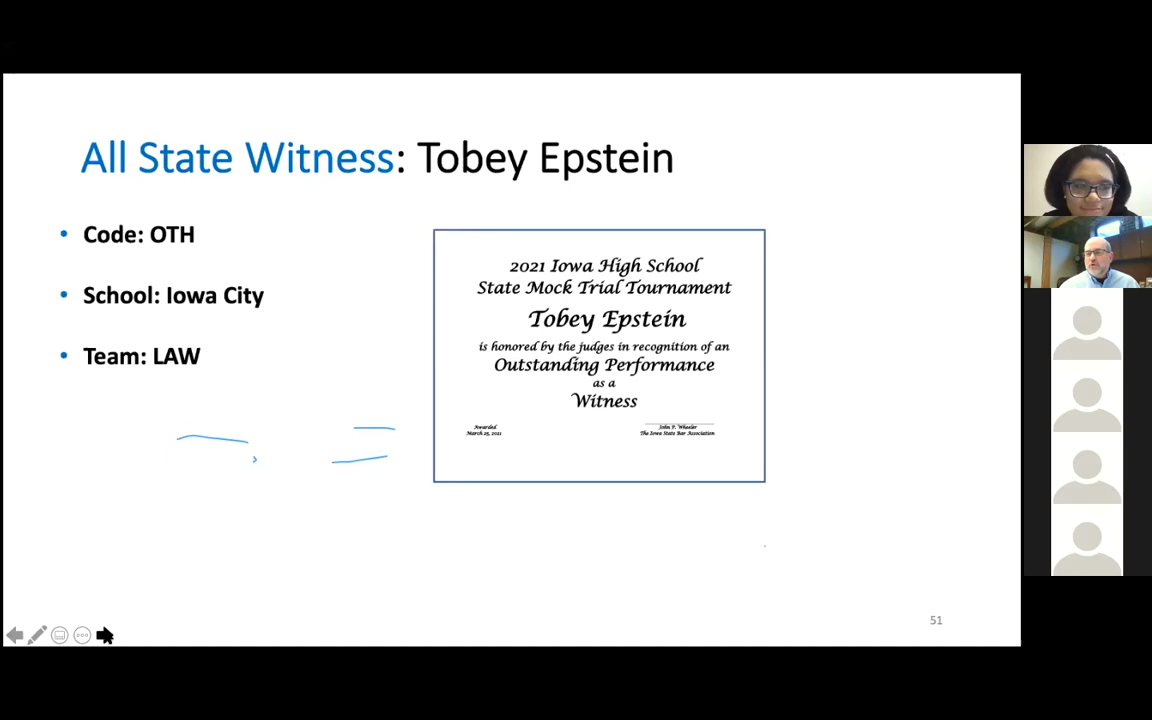 All State Witness: Tobey Epstein
• Code: OTH
• School: Iowa City
• Team: LAW
2021 Iowa High School
State Mock Trial Tournament
Tobey Epstein
is honored by the judges in recognition of an
Outstanding Performance
as a
Witness
Awarded
March 25, 2021
John P. Wheeler
The Iowa State Bar Association
51